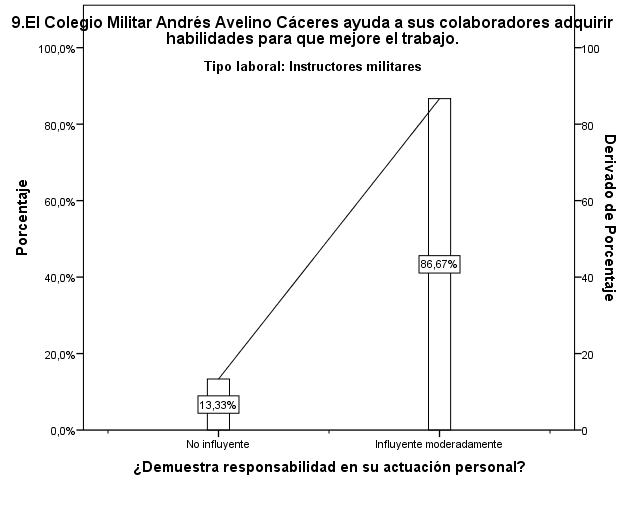 9.El Colegio Militar Andrés Avelino Cáceres ayuda a sus colaboradores adquirir
habilidades para que mejore el trabajo.
Tipo laboral: Instructores militares
100,0%
80,0%
60,0%
40,0%
20,0%
0,0%
Porcentaje
100
80
60
40
20
0
Derivado de Porcentaje
13,33%
86,67%
No influyente
Influyente moderadamente
¿Demuestra responsabilidad en su actuación personal?